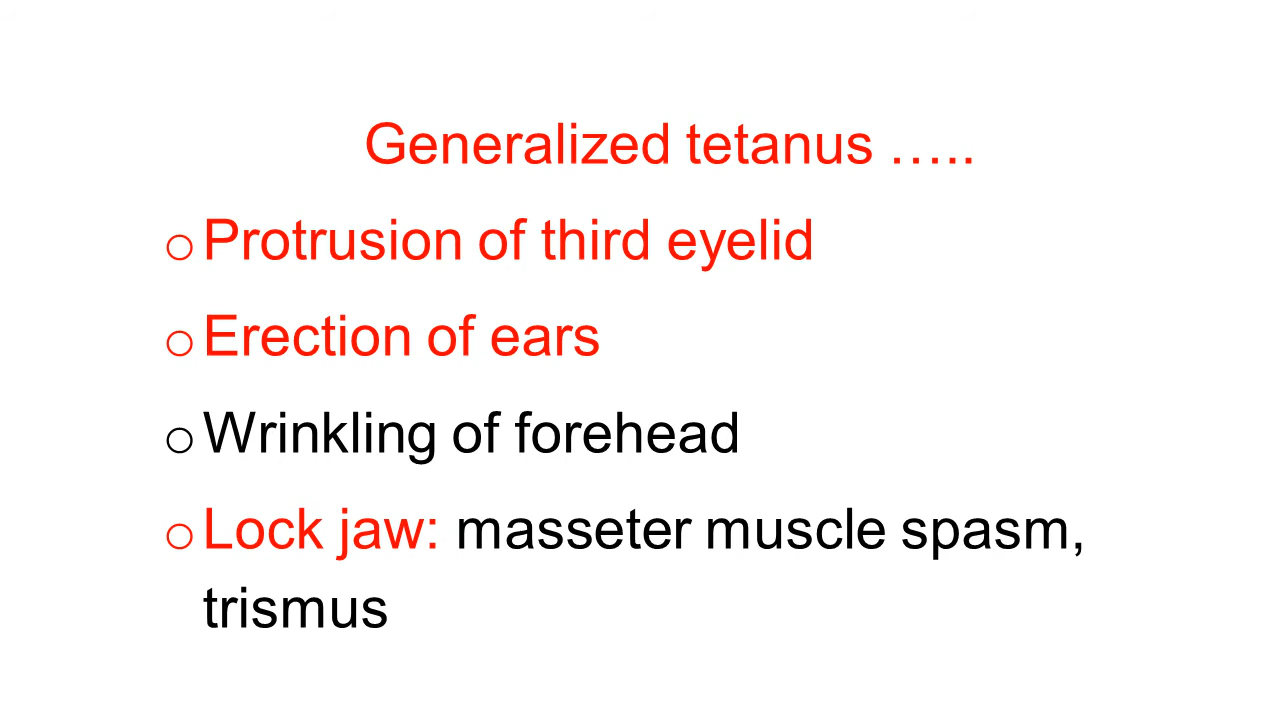 Generalized tetanus …..
o Protrusion of third eyelid
o Erection of ears
o Wrinkling of forehead
o Lock jaw: masseter muscle spasm,
trismus